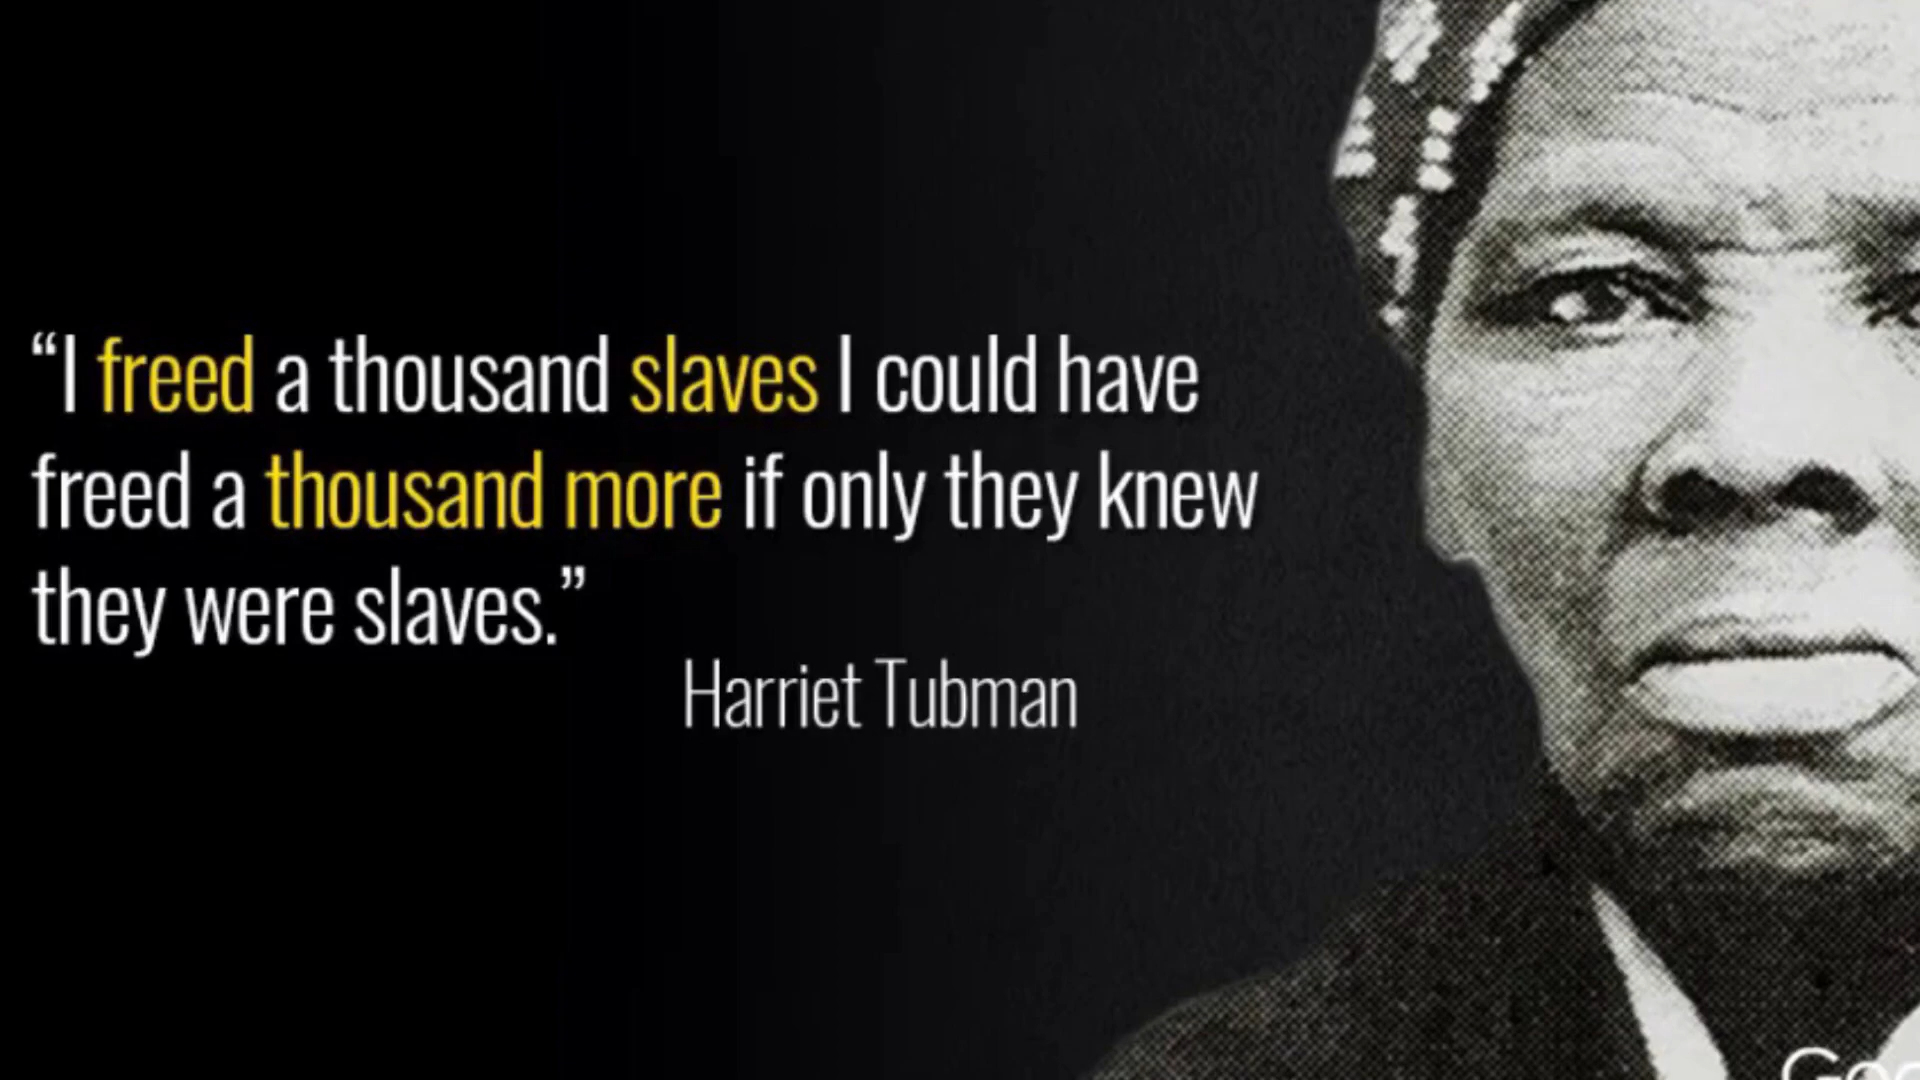 “I freed a thousand slaves I could have
freed a thousand more if only they knew
they were slaves.”
Harriet Tubman